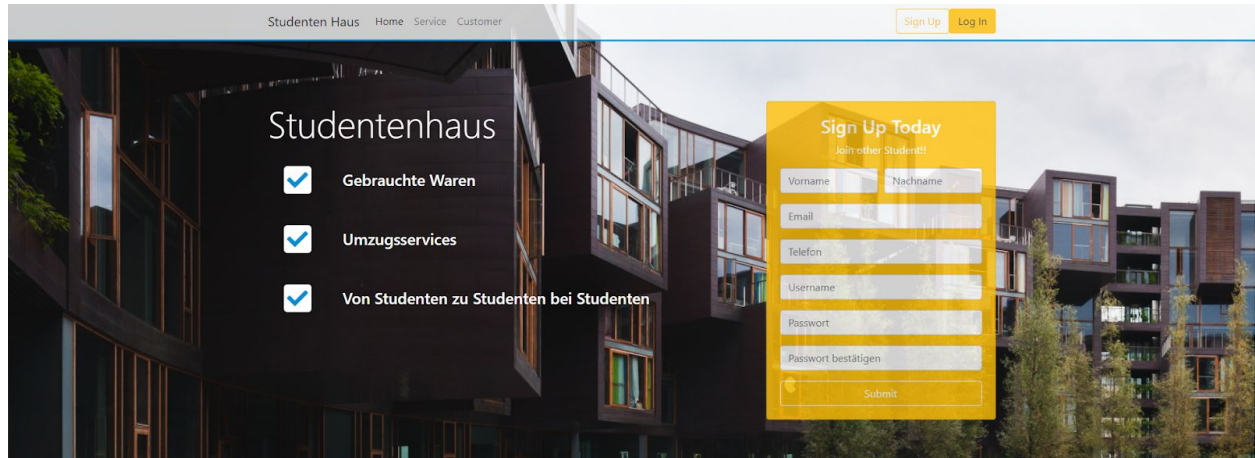 Studenten Haus Home Service Customer Sign Up Log In
Studentenhaus
Gebrauchte Waren
Umzugsservices
Von Studenten zu Studenten bei Studenten
Sign Up Today
Join other Student!!
Vorname Nachname
Email
Telefon
Username
Passwort
Passwort bestätigen
Submit